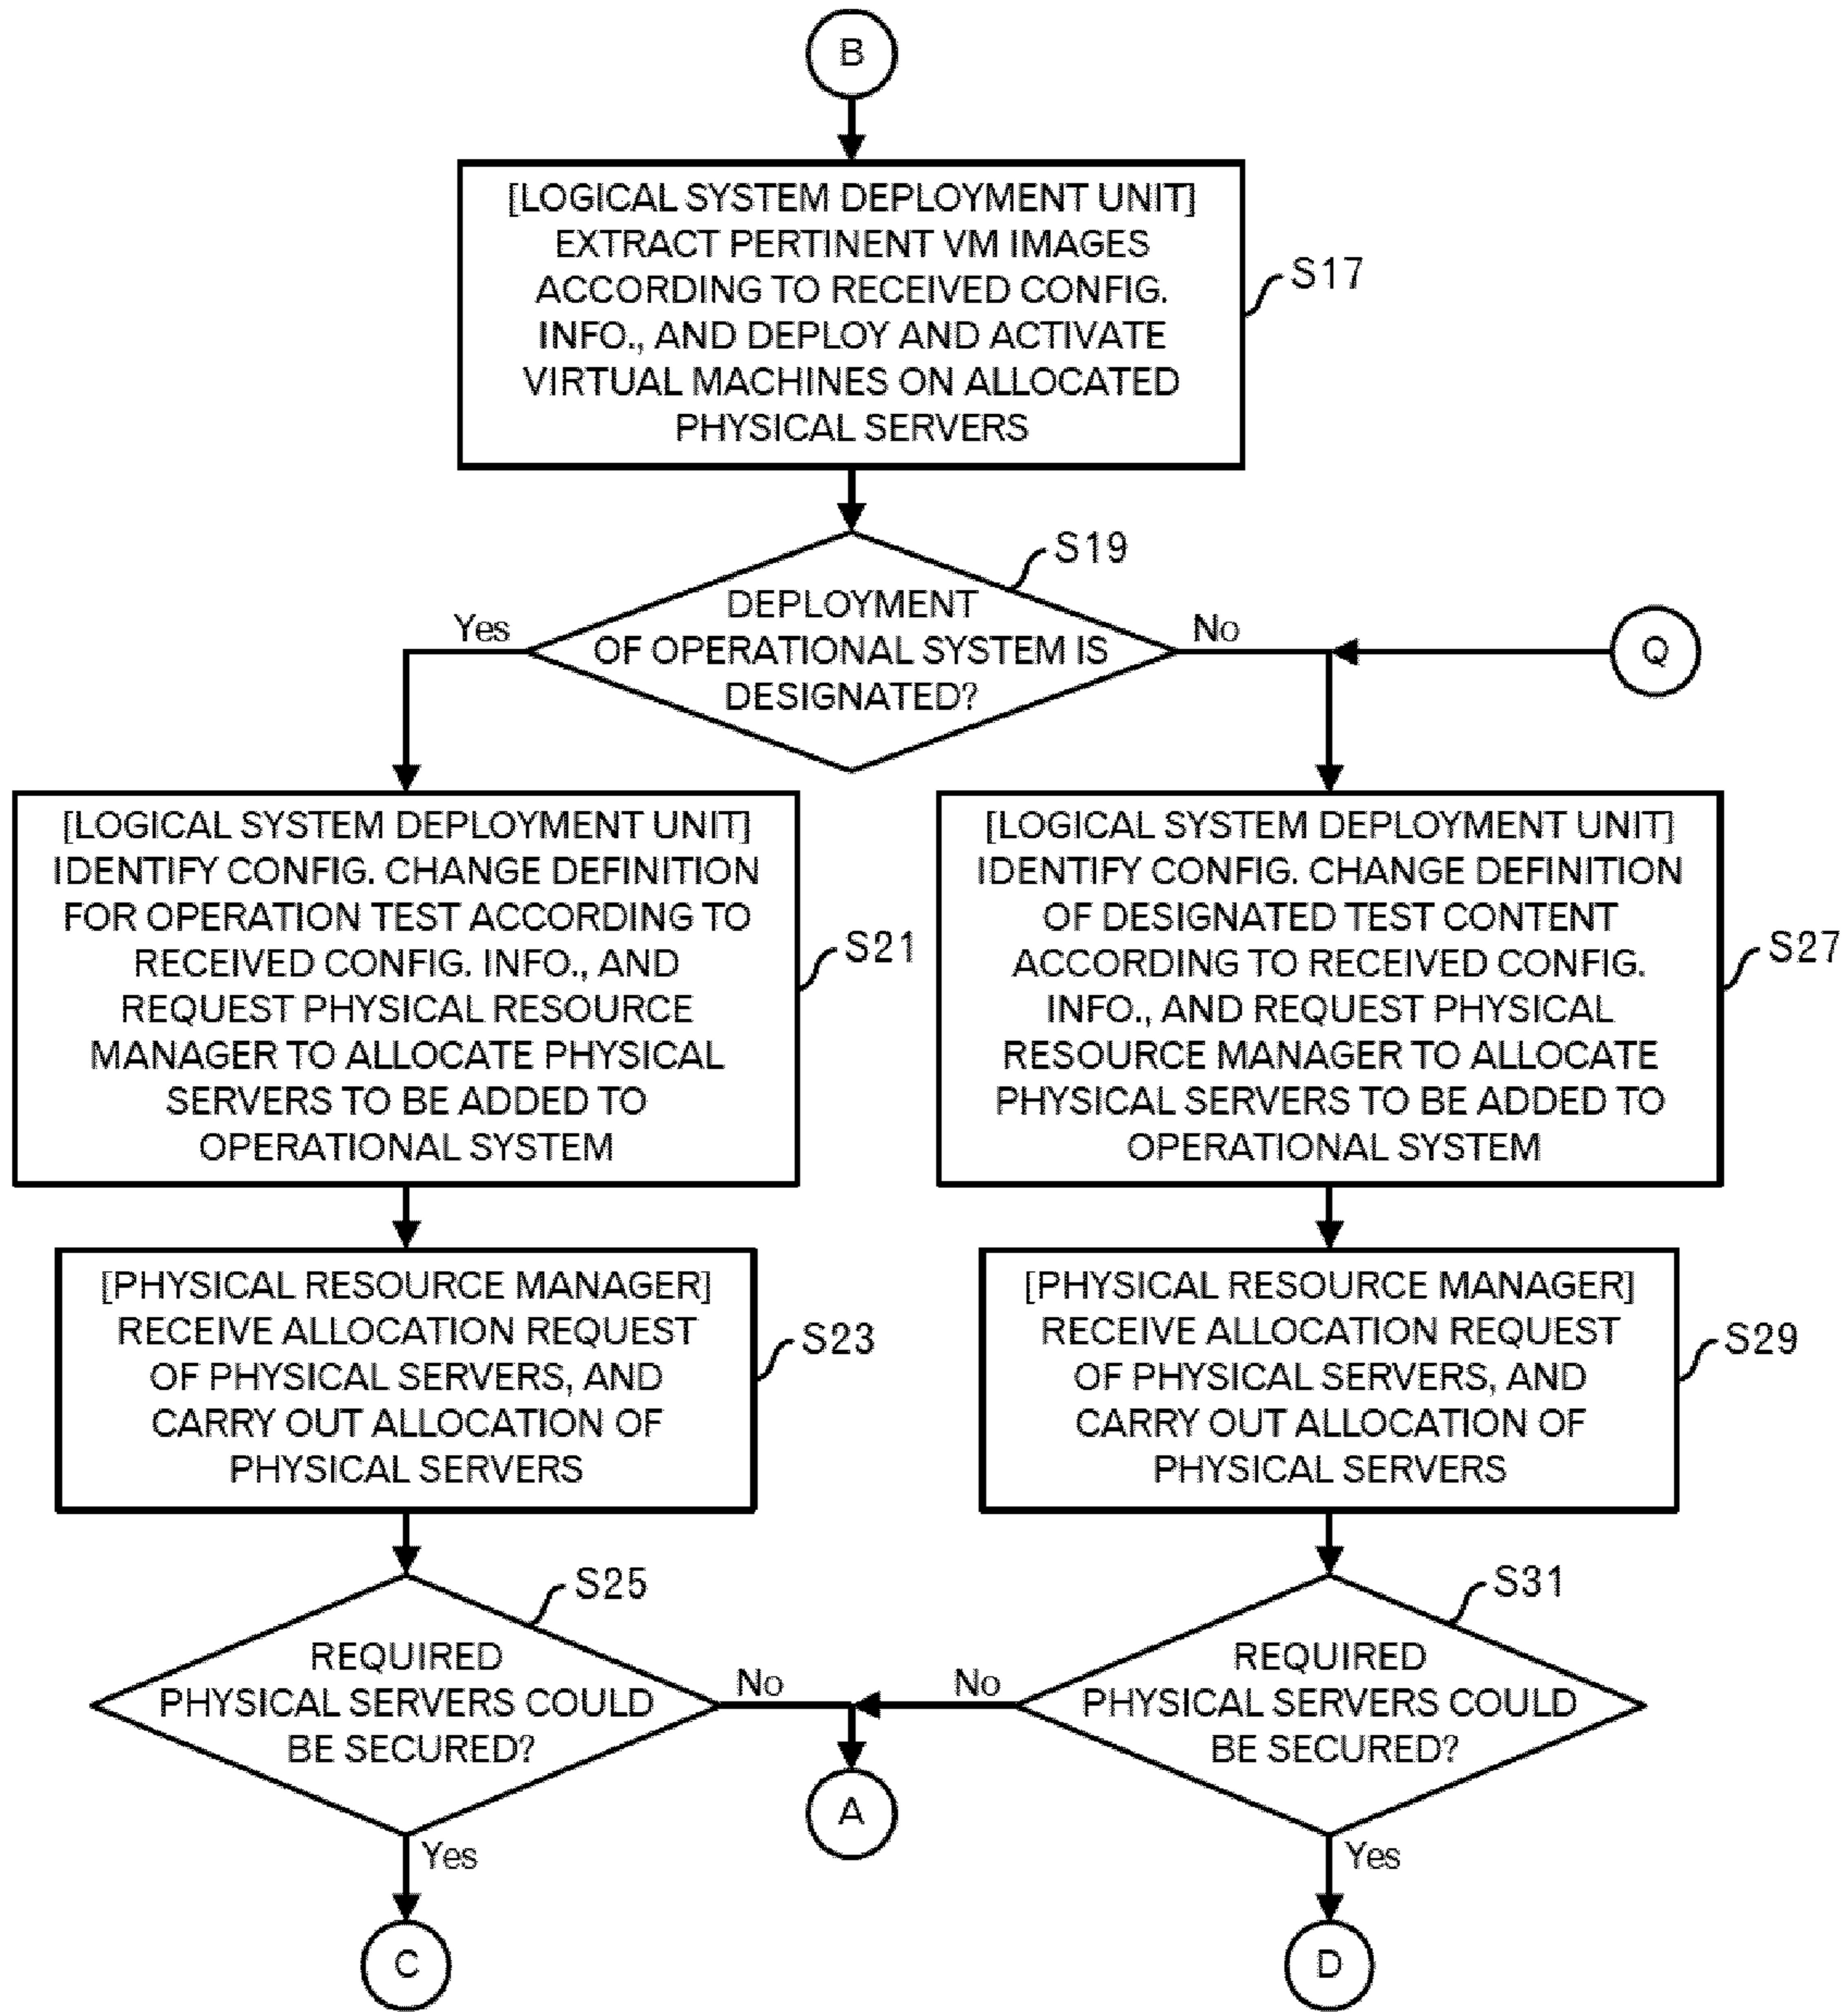 B
[LOGICAL SYSTEM DEPLOYMENT UNIT]
EXTRACT PERTINENT VM IMAGES
ACCORDING TO RECEIVED CONFIG.
INFO., AND DEPLOY AND ACTIVATE
VIRTUAL MACHINES ON ALLOCATED
PHYSICAL SERVERS
S17
S19
DEPLOYMENT
OF OPERATIONAL SYSTEM IS
DESIGNATED?
Yes
No
Q
[LOGICAL SYSTEM DEPLOYMENT UNIT]
IDENTIFY CONFIG. CHANGE DEFINITION
FOR OPERATION TEST ACCORDING TO
RECEIVED CONFIG. INFO., AND
REQUEST PHYSICAL RESOURCE
MANAGER TO ALLOCATE PHYSICAL
SERVERS TO BE ADDED TO
OPERATIONAL SYSTEM
S21
[LOGICAL SYSTEM DEPLOYMENT UNIT]
IDENTIFY CONFIG. CHANGE DEFINITION
OF DESIGNATED TEST CONTENT
ACCORDING TO RECEIVED CONFIG.
INFO., AND REQUEST PHYSICAL
RESOURCE MANAGER TO ALLOCATE
PHYSICAL SERVERS TO BE ADDED TO
OPERATIONAL SYSTEM
S27
[PHYSICAL RESOURCE MANAGER]
RECEIVE ALLOCATION REQUEST
OF PHYSICAL SERVERS, AND
CARRY OUT ALLOCATION OF
PHYSICAL SERVERS
S23
[PHYSICAL RESOURCE MANAGER]
RECEIVE ALLOCATION REQUEST
OF PHYSICAL SERVERS, AND
CARRY OUT ALLOCATION OF
PHYSICAL SERVERS
S29
S25
REQUIRED
PHYSICAL SERVERS COULD
BE SECURED?
No
Yes
S31
REQUIRED
PHYSICAL SERVERS COULD
BE SECURED?
No
Yes
A
C
D